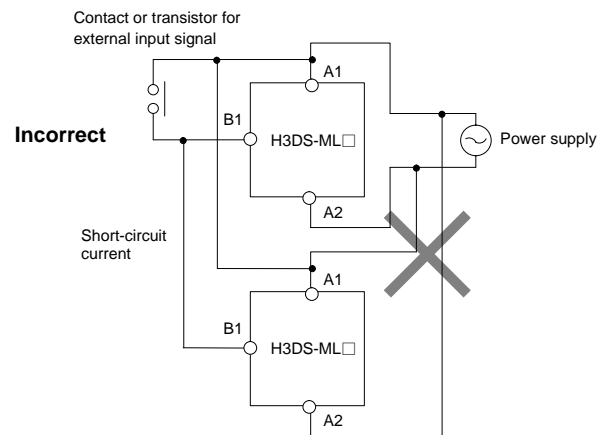 Contact or transistor for
external input signal
A1
B1
Incorrect
H3DS-ML□
Power supply
A2
Short-circuit
current
A1
B1
H3DS-ML□
A2